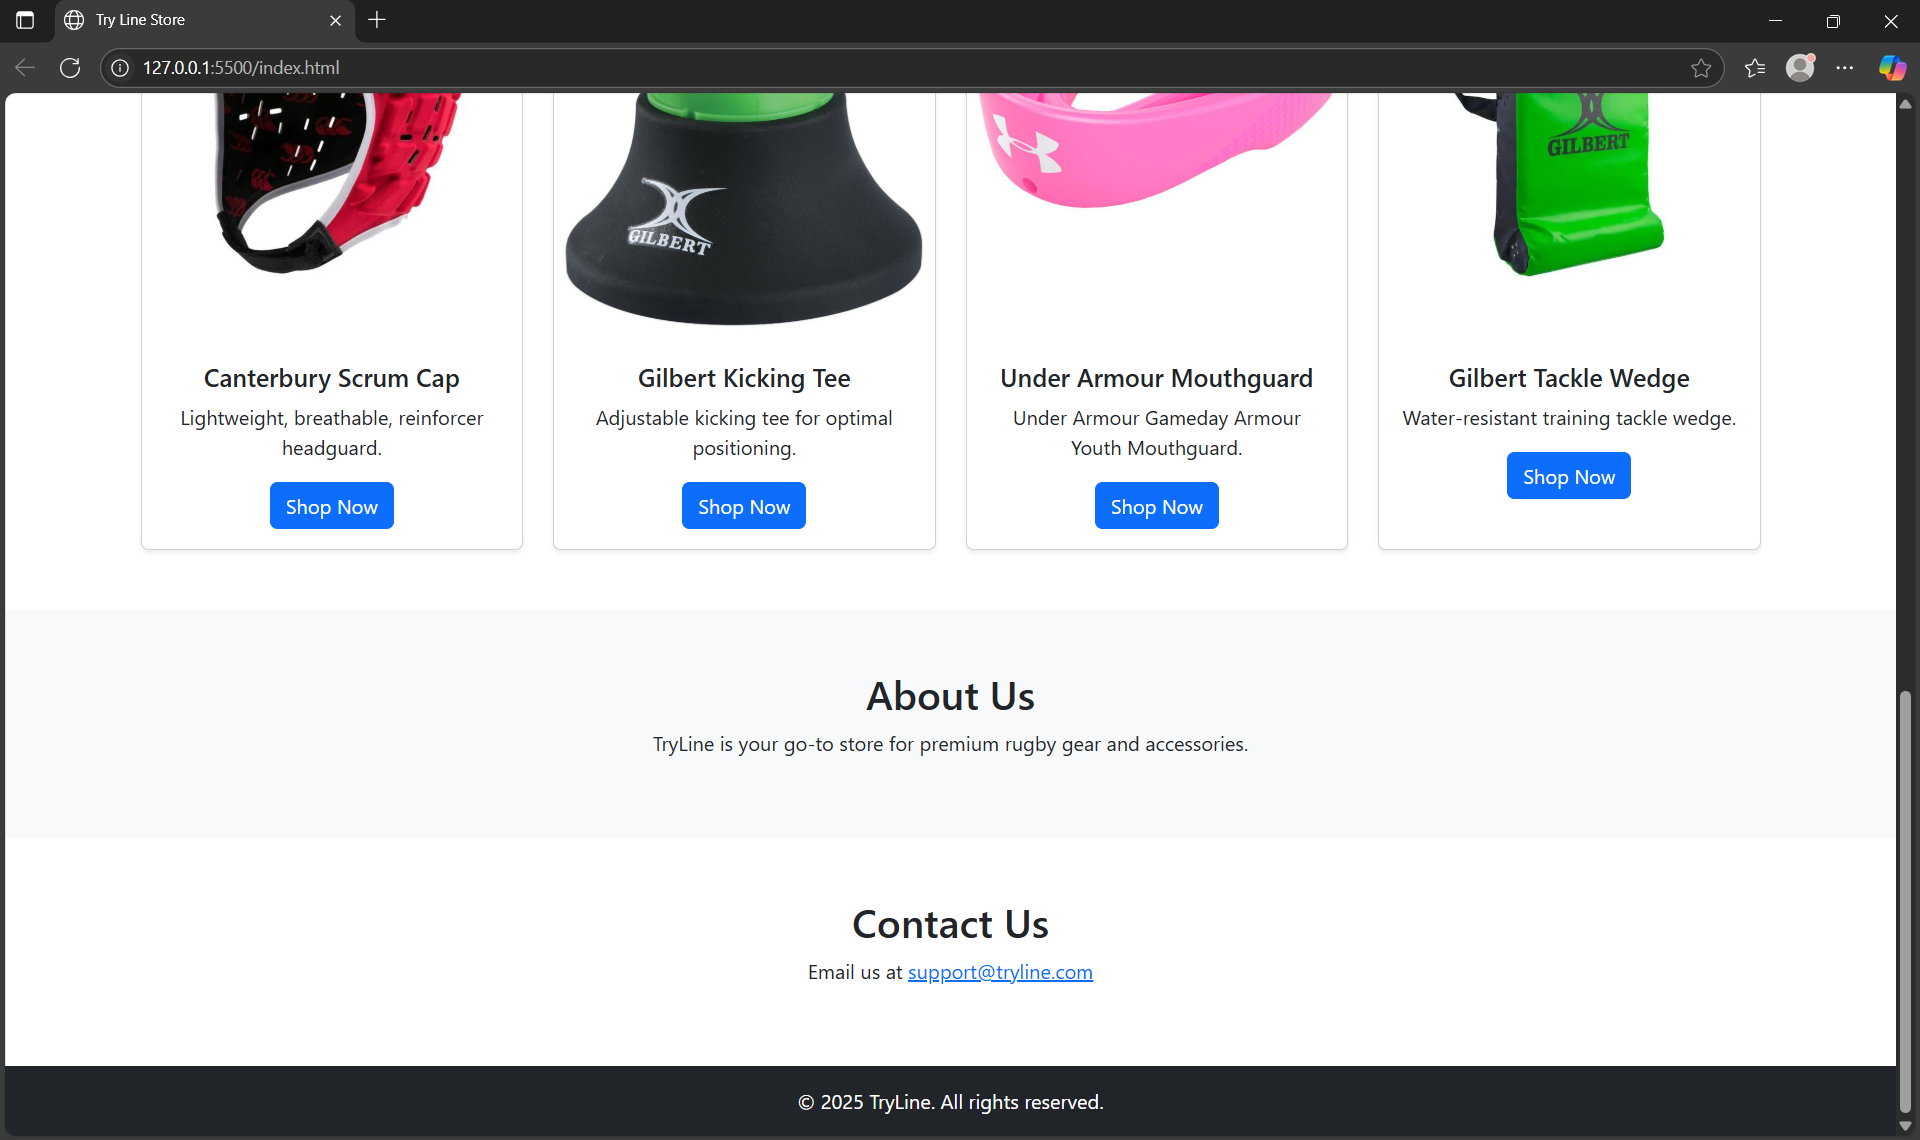 Try Line Store
127.0.0.1:5500/index.html
GILBERT
GILBERT
Canterbury Scrum Cap
Lightweight, breathable, reinforcer
headguard.
Shop Now
Gilbert Kicking Tee
Adjustable kicking tee for optimal
positioning.
Shop Now
Under Armour Mouthguard
Under Armour Gameday Armour
Youth Mouthguard.
Shop Now
Gilbert Tackle Wedge
Water-resistant training tackle wedge.
Shop Now
About Us
TryLine is your go-to store for premium rugby gear and accessories.
Contact Us
Email us at support@tryline.com
© 2025 TryLine. All rights reserved.